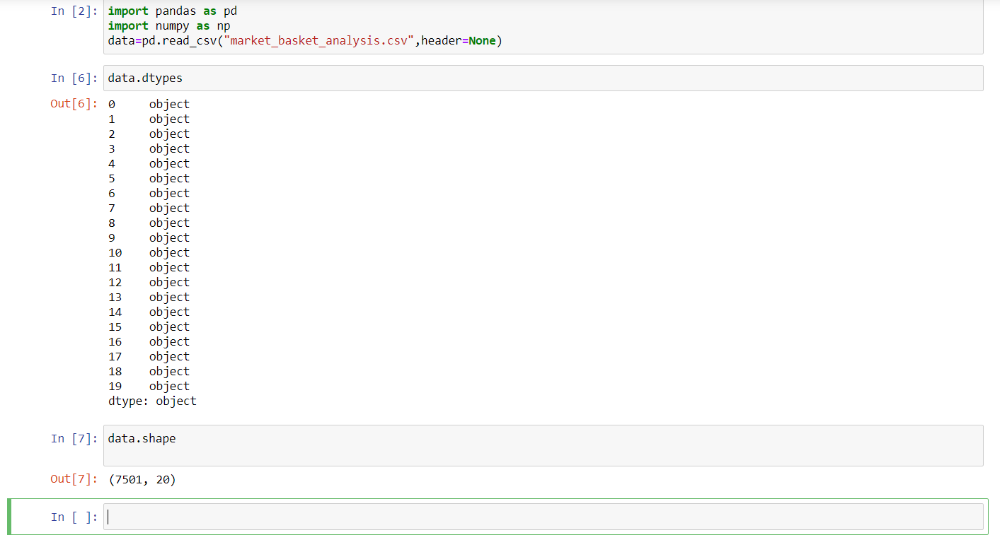 In [2]: import pandas as pd
import numpy as np
data=pd.read_csv("market_basket_analysis.csv",header=None)
In [6]: data.dtypes
Out[6]: 0     object
1     object
2     object
3     object
4     object
5     object
6     object
7     object
8     object
9     object
10    object
11    object
12    object
13    object
14    object
15    object
16    object
17    object
18    object
19    object
dtype: object
In [7]: data.shape
Out[7]: (7501, 20)
In [ ]: